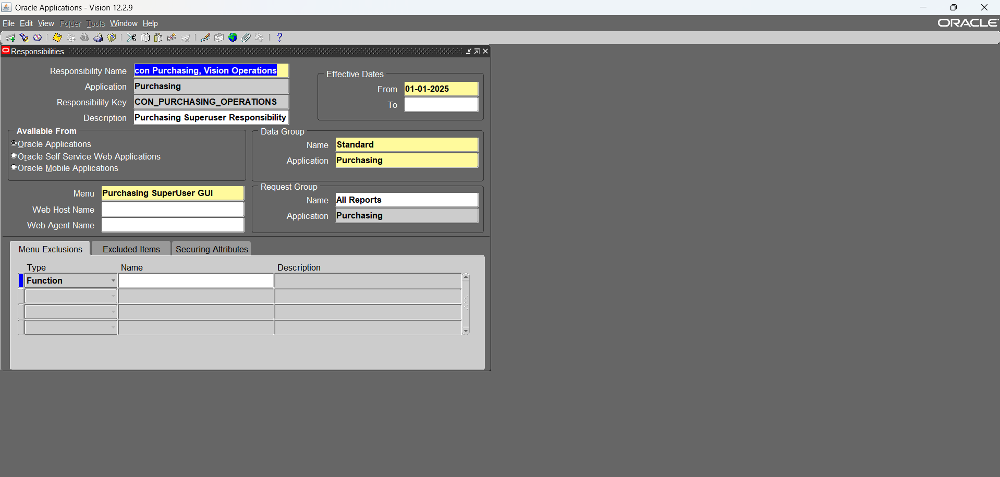 Oracle Applications - Vision 12.2.9
File Edit View Folder Tools Window Help
ORACLE
Responsibilities
Responsibility Name con Purchasing, Vision Operations
Application Purchasing
Responsibility Key CON_PURCHASING_OPERATIONS
Description Purchasing Superuser Responsibility
Effective Dates
From 01-01-2025
To
Available From
Oracle Applications
Oracle Self Service Web Applications
Oracle Mobile Applications
Data Group
Name Standard
Application Purchasing
Menu Purchasing SuperUser GUI
Web Host Name
Web Agent Name
Request Group
Name All Reports
Application Purchasing
Menu Exclusions Excluded Items Securing Attributes
Type Name Description
Function